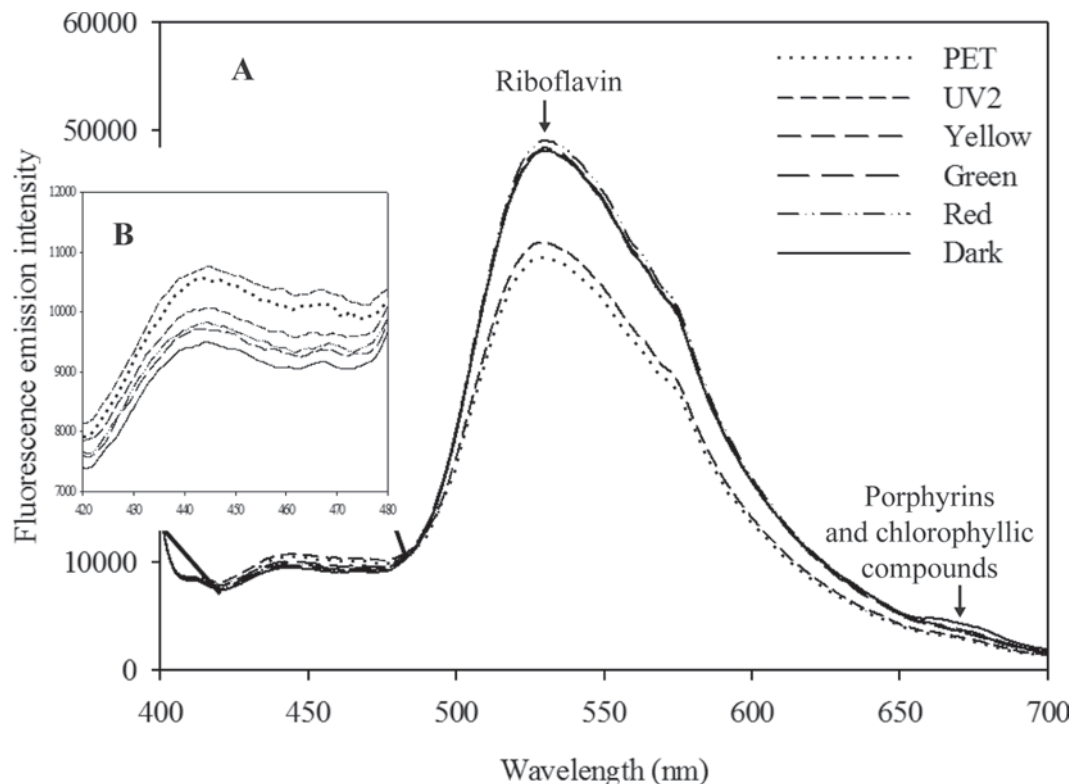 60000
50000
10000
0
Fluorescence emission intensity
A
Riboflavin
PET
UV2
Yellow
Green
Red
Dark
B
12000
11000
10000
9000
8000
7000
420 430 440 450 460 470 480
Porphyrins
and chlorophyllic
compounds
400 450 500 550 600 650 700
Wavelength (nm)